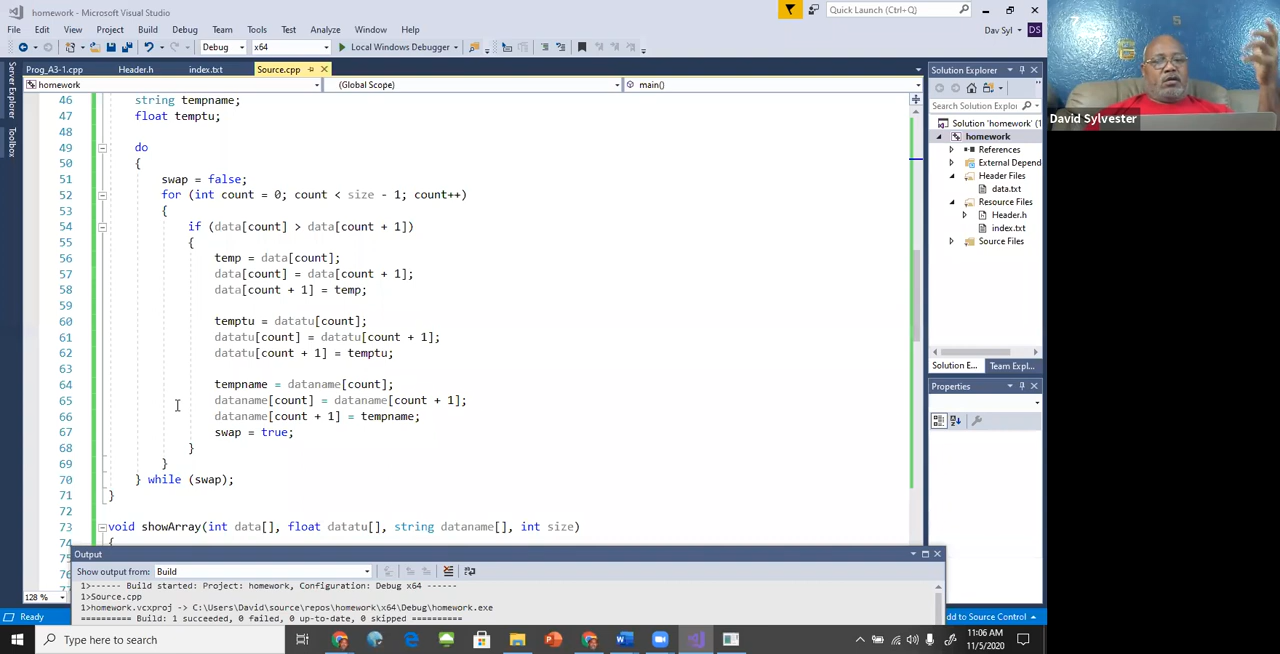 homework - Microsoft Visual Studio
Quick Launch (Ctrl+Q)
File Edit View Project Build Debug Team Tools Test Analyze Window Help
Dav Syl DS
Debug x64 Local Windows Debugger
Prog_A3-1.cpp Header.h index.txt Source.cpp
homework (Global Scope) main()
Server Explorer
Toolbox
46 string tempname;
47 float temptu;
48
49 do
50 {
51 swap = false;
52 for (int count = 0; count < size - 1; count++)
53 {
54 if (data[count] > data[count + 1])
55 {
56 temp = data[count];
57 data[count] = data[count + 1];
58 data[count + 1] = temp;
59
60 temptu = datatu[count];
61 datatu[count] = datatu[count + 1];
62 datatu[count + 1] = temptu;
63
64 tempname = dataname[count];
65 dataname[count] = dataname[count + 1];
66 dataname[count + 1] = tempname;
67 swap = true;
68 }
69 }
70 } while (swap);
71 }
72
73 void showArray(int data[], float datatu[], string dataname[], int size)
74 {
128 %
Output
Show output from: Build
1>------ Build started: Project: homework, Configuration: Debug x64 ------
1>Source.cpp
1>homework.vcxproj -> C:\Users\David\source\repos\homework\x64\Debug\homework.exe
========== Build: 1 succeeded, 0 failed, 0 up-to-date, 0 skipped ==========
Solution Explorer
Search Solution Explo
Solution 'homework' (1
homework
References
External Depend
Header Files
data.txt
Resource Files
Header.h
index.txt
Source Files
Solution E... Team Expl...
Properties
Ready
dd to Source Control
Type here to search
11:06 AM
11/5/2020
David Sylvester